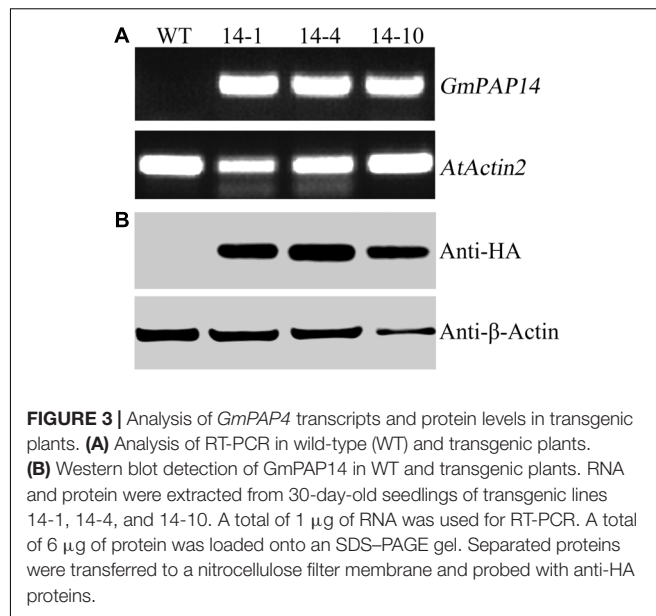 A WT 14-1 14-4 14-10
GmPAP14
AtActin2
B
Anti-HA
Anti-β-Actin
FIGURE 3 | Analysis of GmPAP4 transcripts and protein levels in transgenic
plants. (A) Analysis of RT-PCR in wild-type (WT) and transgenic plants.
(B) Western blot detection of GmPAP14 in WT and transgenic plants. RNA
and protein were extracted from 30-day-old seedlings of transgenic lines
14-1, 14-4, and 14-10. A total of 1 μg of RNA was used for RT-PCR. A total
of 6 μg of protein was loaded onto an SDS–PAGE gel. Separated proteins
were transferred to a nitrocellulose filter membrane and probed with anti-HA
proteins.